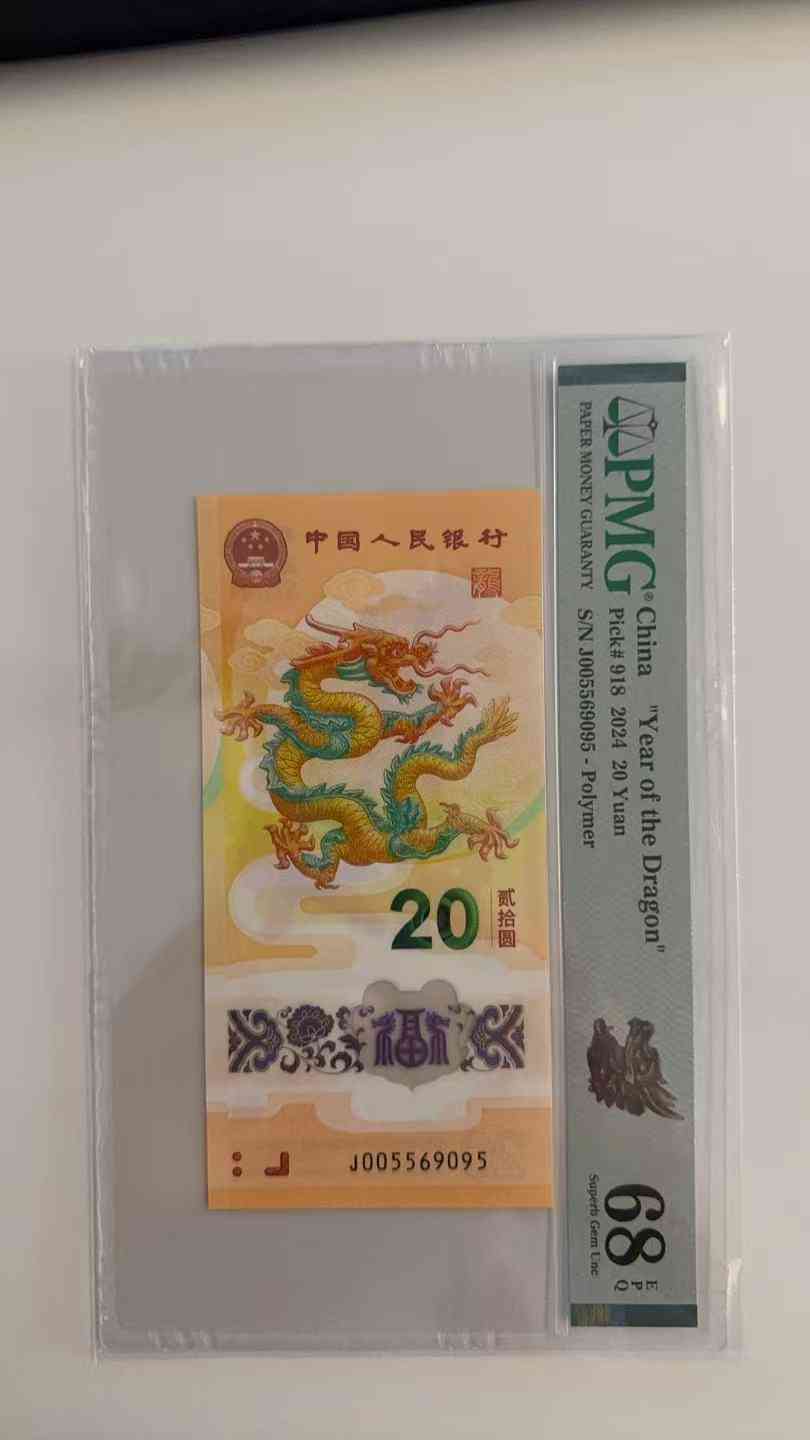 中国人民银行
龍
20
贰拾圆
福
J005569095
PMG®
PAPER MONEY GUARANTY
China "Year of the Dragon"
Pick# 918 2024 20 Yuan
S/N J005569095 - Polymer
68
EPQ
Superb Gem Unc